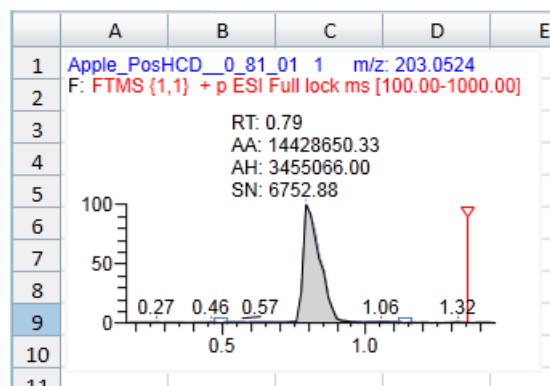 A B C D E
1 Apple_PosHCD__0_81_01 1 m/z: 203.0524
2 F: FTMS {1,1} + p ESI Full lock ms [100.00-1000.00]
3 RT: 0.79
4 AA: 14428650.33
AH: 3455066.00
5 SN: 6752.88
100
6
7
50
8
0.27 0.46 0.57 1.06 1.32
9 0
10 0.5 1.0
11